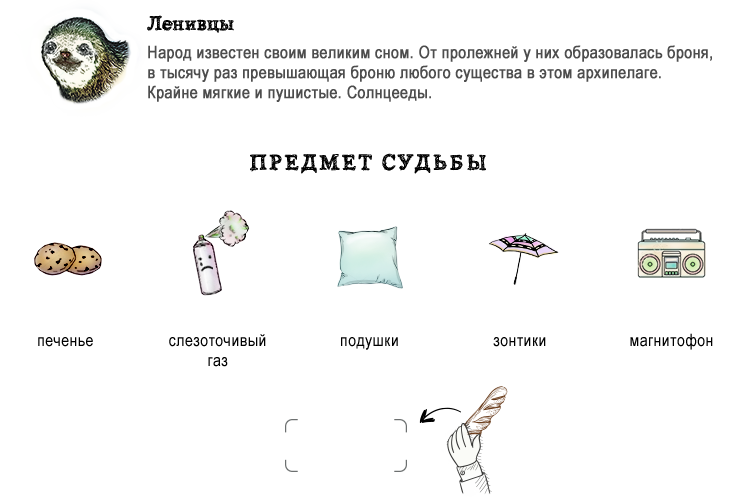 Ленивцы
Народ известен своим великим сном. От пролежней у них образовалась броня,
в тысячу раз превышающая броню любого существа в этом архипелаге.
Крайне мягкие и пушистые. Солнцееды.
ПРЕДМЕТ СУДЬБЫ
печенье
слезоточивый
газ
подушки
зонтики
магнитофон